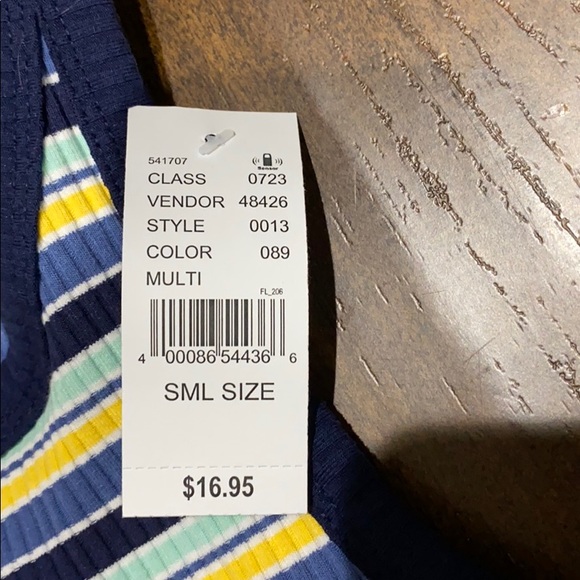 541707
Sensor
CLASS 0723
VENDOR 48426
STYLE 0013
COLOR 089
MULTI
FL_206
4 00086 54436 6
SML SIZE
$16.95